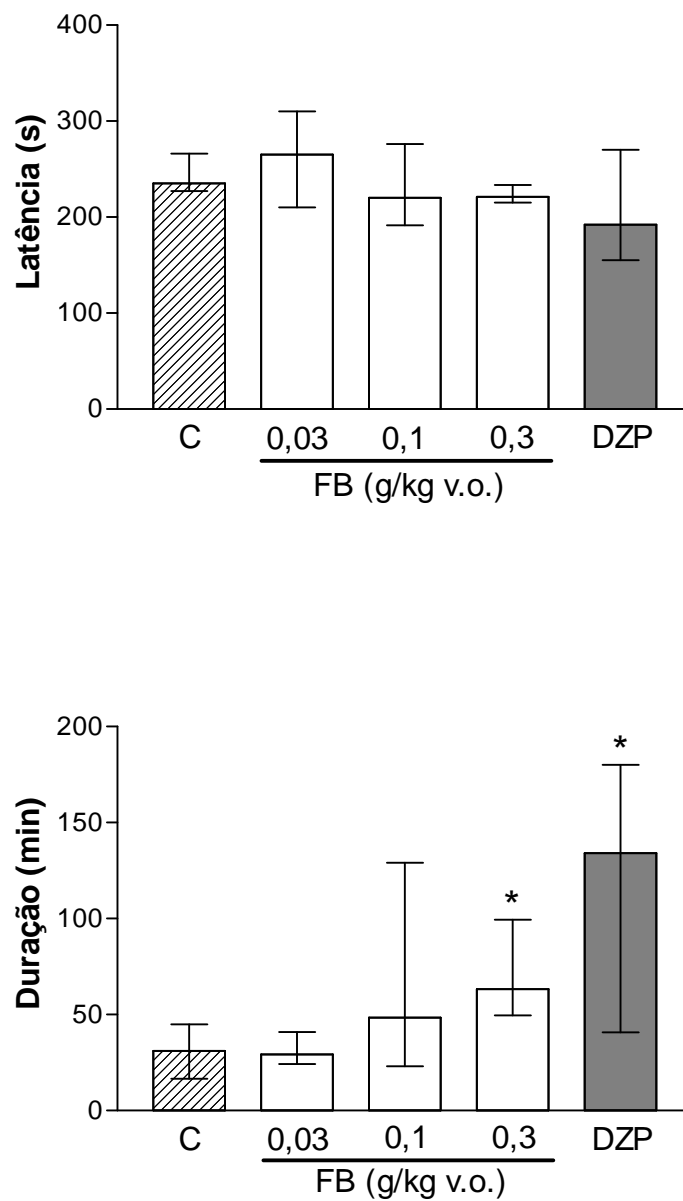 400
300
200
100
0
Latência (s)
C 0,03 0,1 0,3 DZP
FB (g/kg v.o.)
200
150
100
50
0
Duração (min)
*
*
C 0,03 0,1 0,3 DZP
FB (g/kg v.o.)